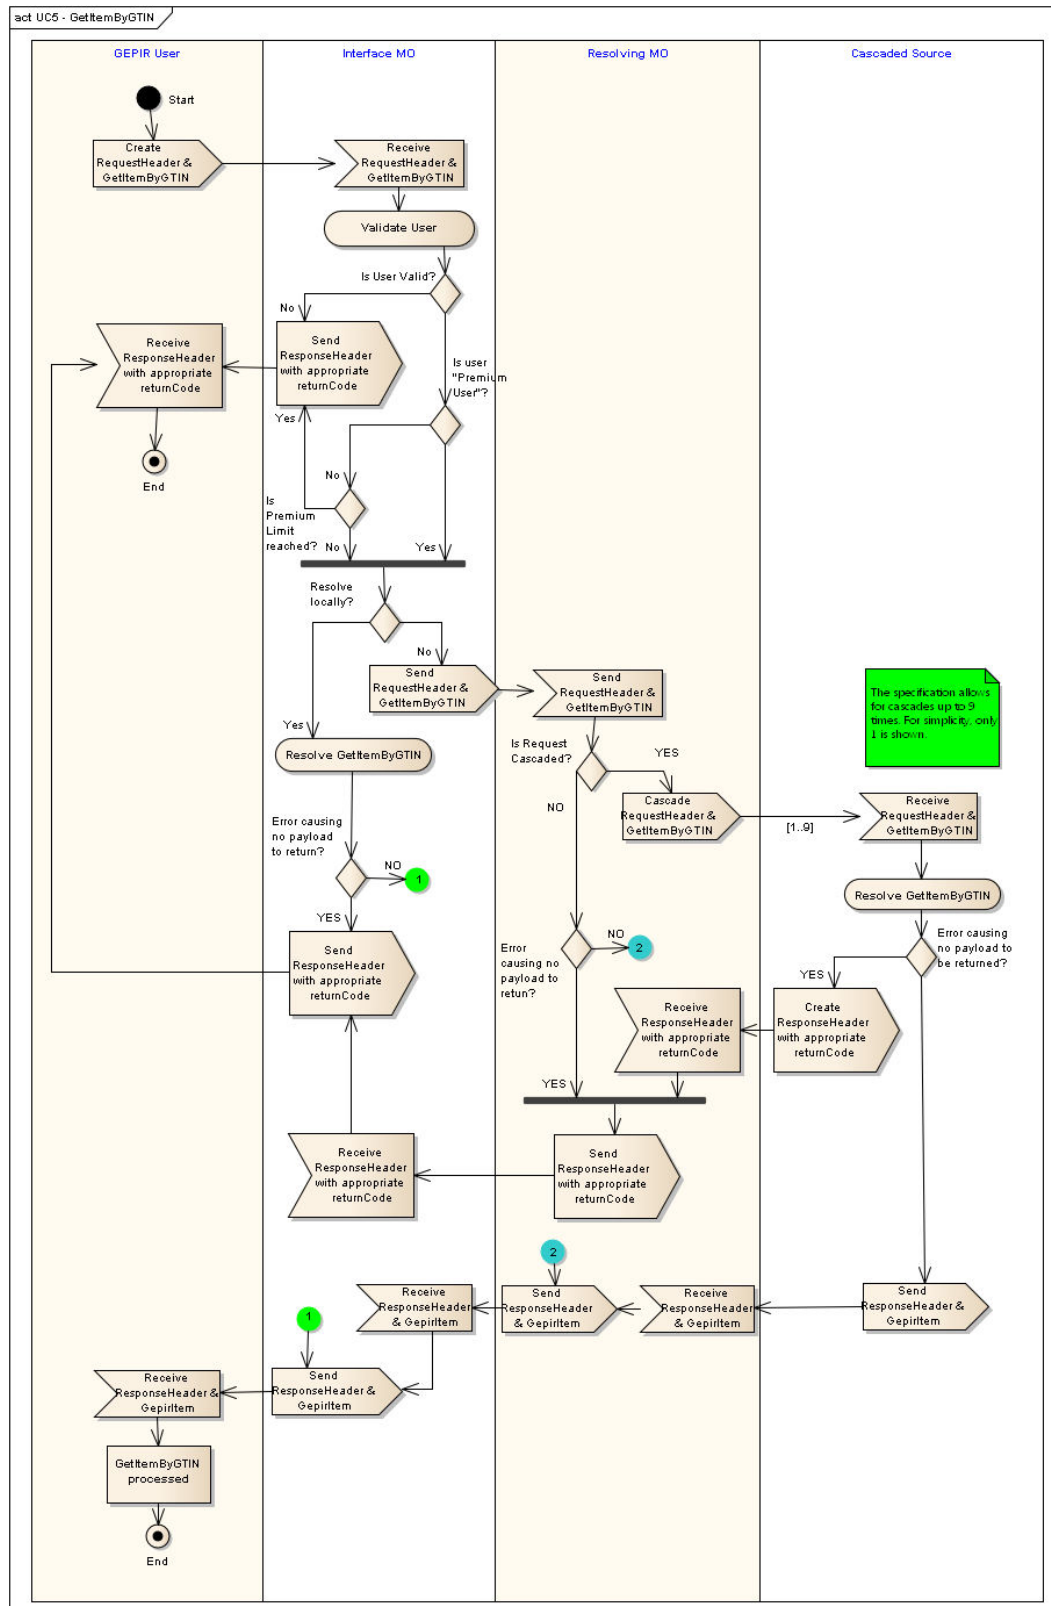 act UC5 - GetItemByGTIN
GEPIR User
Interface MO
Resolving MO
Cascaded Source
Start
Create
RequestHeader &
GetItemByGTIN
Receive
RequestHeader &
GetItemByGTIN
Validate User
Is User Valid?
No
Send
ResponseHeader
with appropriate
returnCode
Receive
ResponseHeader
with appropriate
returnCode
Is user
"Premium
User"?
Yes
No
End
Is
Premium
Limit
reached?
No
Yes
Resolve
locally?
No
Send
RequestHeader &
GetItemByGTIN
Send
RequestHeader &
GetItemByGTIN
The specification allows
for cascades up to 9
times. For simplicity, only
1 is shown.
Yes
Resolve GetItemByGTIN
Is Request
Cascaded?
YES
NO
Cascade
RequestHeader &
GetItemByGTIN
[1..9]
Receive
RequestHeader &
GetItemByGTIN
Error causing
no payload
to return?
NO
1
YES
Resolve GetItemByGTIN
Send
ResponseHeader
with appropriate
returnCode
Error
causing no
payload to
retun?
NO
2
Error causing
no payload to
be returned?
YES
Create
ResponseHeader
with appropriate
returnCode
Receive
ResponseHeader
with appropriate
returnCode
YES
Send
ResponseHeader
with appropriate
returnCode
Receive
ResponseHeader
with appropriate
returnCode
2
Send
ResponseHeader &
GepirItem
Receive
ResponseHeader
& GepirItem
Send
ResponseHeader
& GepirItem
Receive
ResponseHeader
& GepirItem
1
Send
ResponseHeader &
GepirItem
Receive
ResponseHeader &
GepirItem
GetItemByGTIN
processed
End